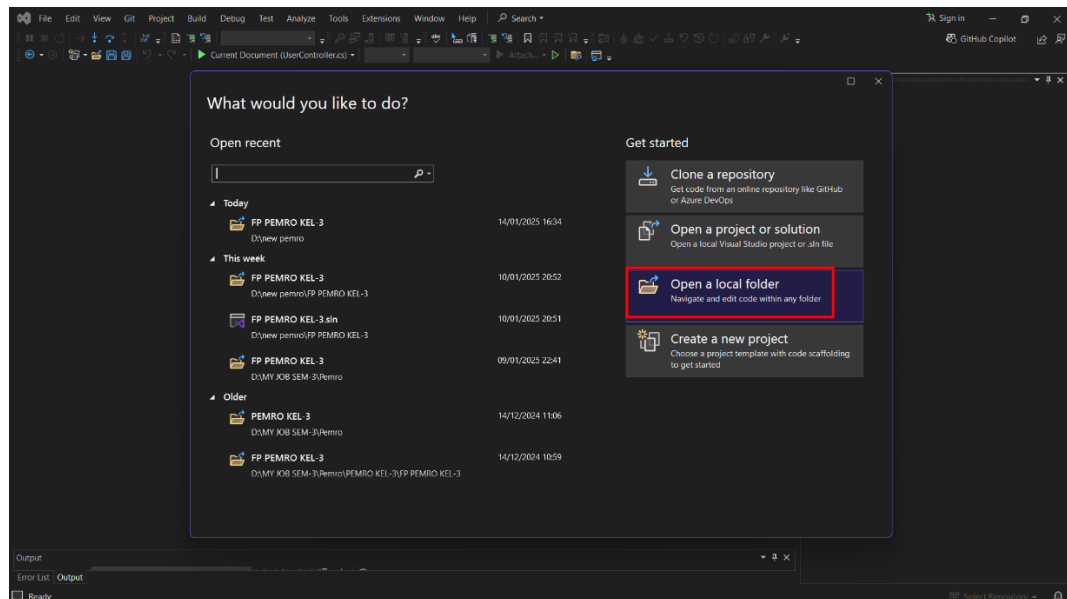 File Edit View Git Project Build Debug Test Analyze Tools Extensions Window Help Search Sign in
GitHub Copilot
Current Document (UserController.cs) Attach...
What would you like to do?
Open recent
Today
FP PEMRO KEL-3 14/01/2025 16:34
D:\new pemro
This week
FP PEMRO KEL-3 10/01/2025 20:52
D:\new pemro\FP PEMRO KEL-3
FP PEMRO KEL-3.sln 10/01/2025 20:51
D:\new pemro\FP PEMRO KEL-3
FP PEMRO KEL-3 09/01/2025 22:41
D:\MY JOB SEM-3\Pemro
Older
PEMRO KEL-3 14/12/2024 11:06
D:\MY JOB SEM-3\Pemro
FP PEMRO KEL-3 14/12/2024 10:59
D:\MY JOB SEM-3\Pemro\PEMRO KEL-3\FP PEMRO KEL-3
Get started
Clone a repository
Get code from an online repository like GitHub
or Azure DevOps
Open a project or solution
Open a local Visual Studio project or .sln file
Open a local folder
Navigate and edit code within any folder
Create a new project
Choose a project template with code scaffolding
to get started
Output
Error List Output
Ready Select Repository